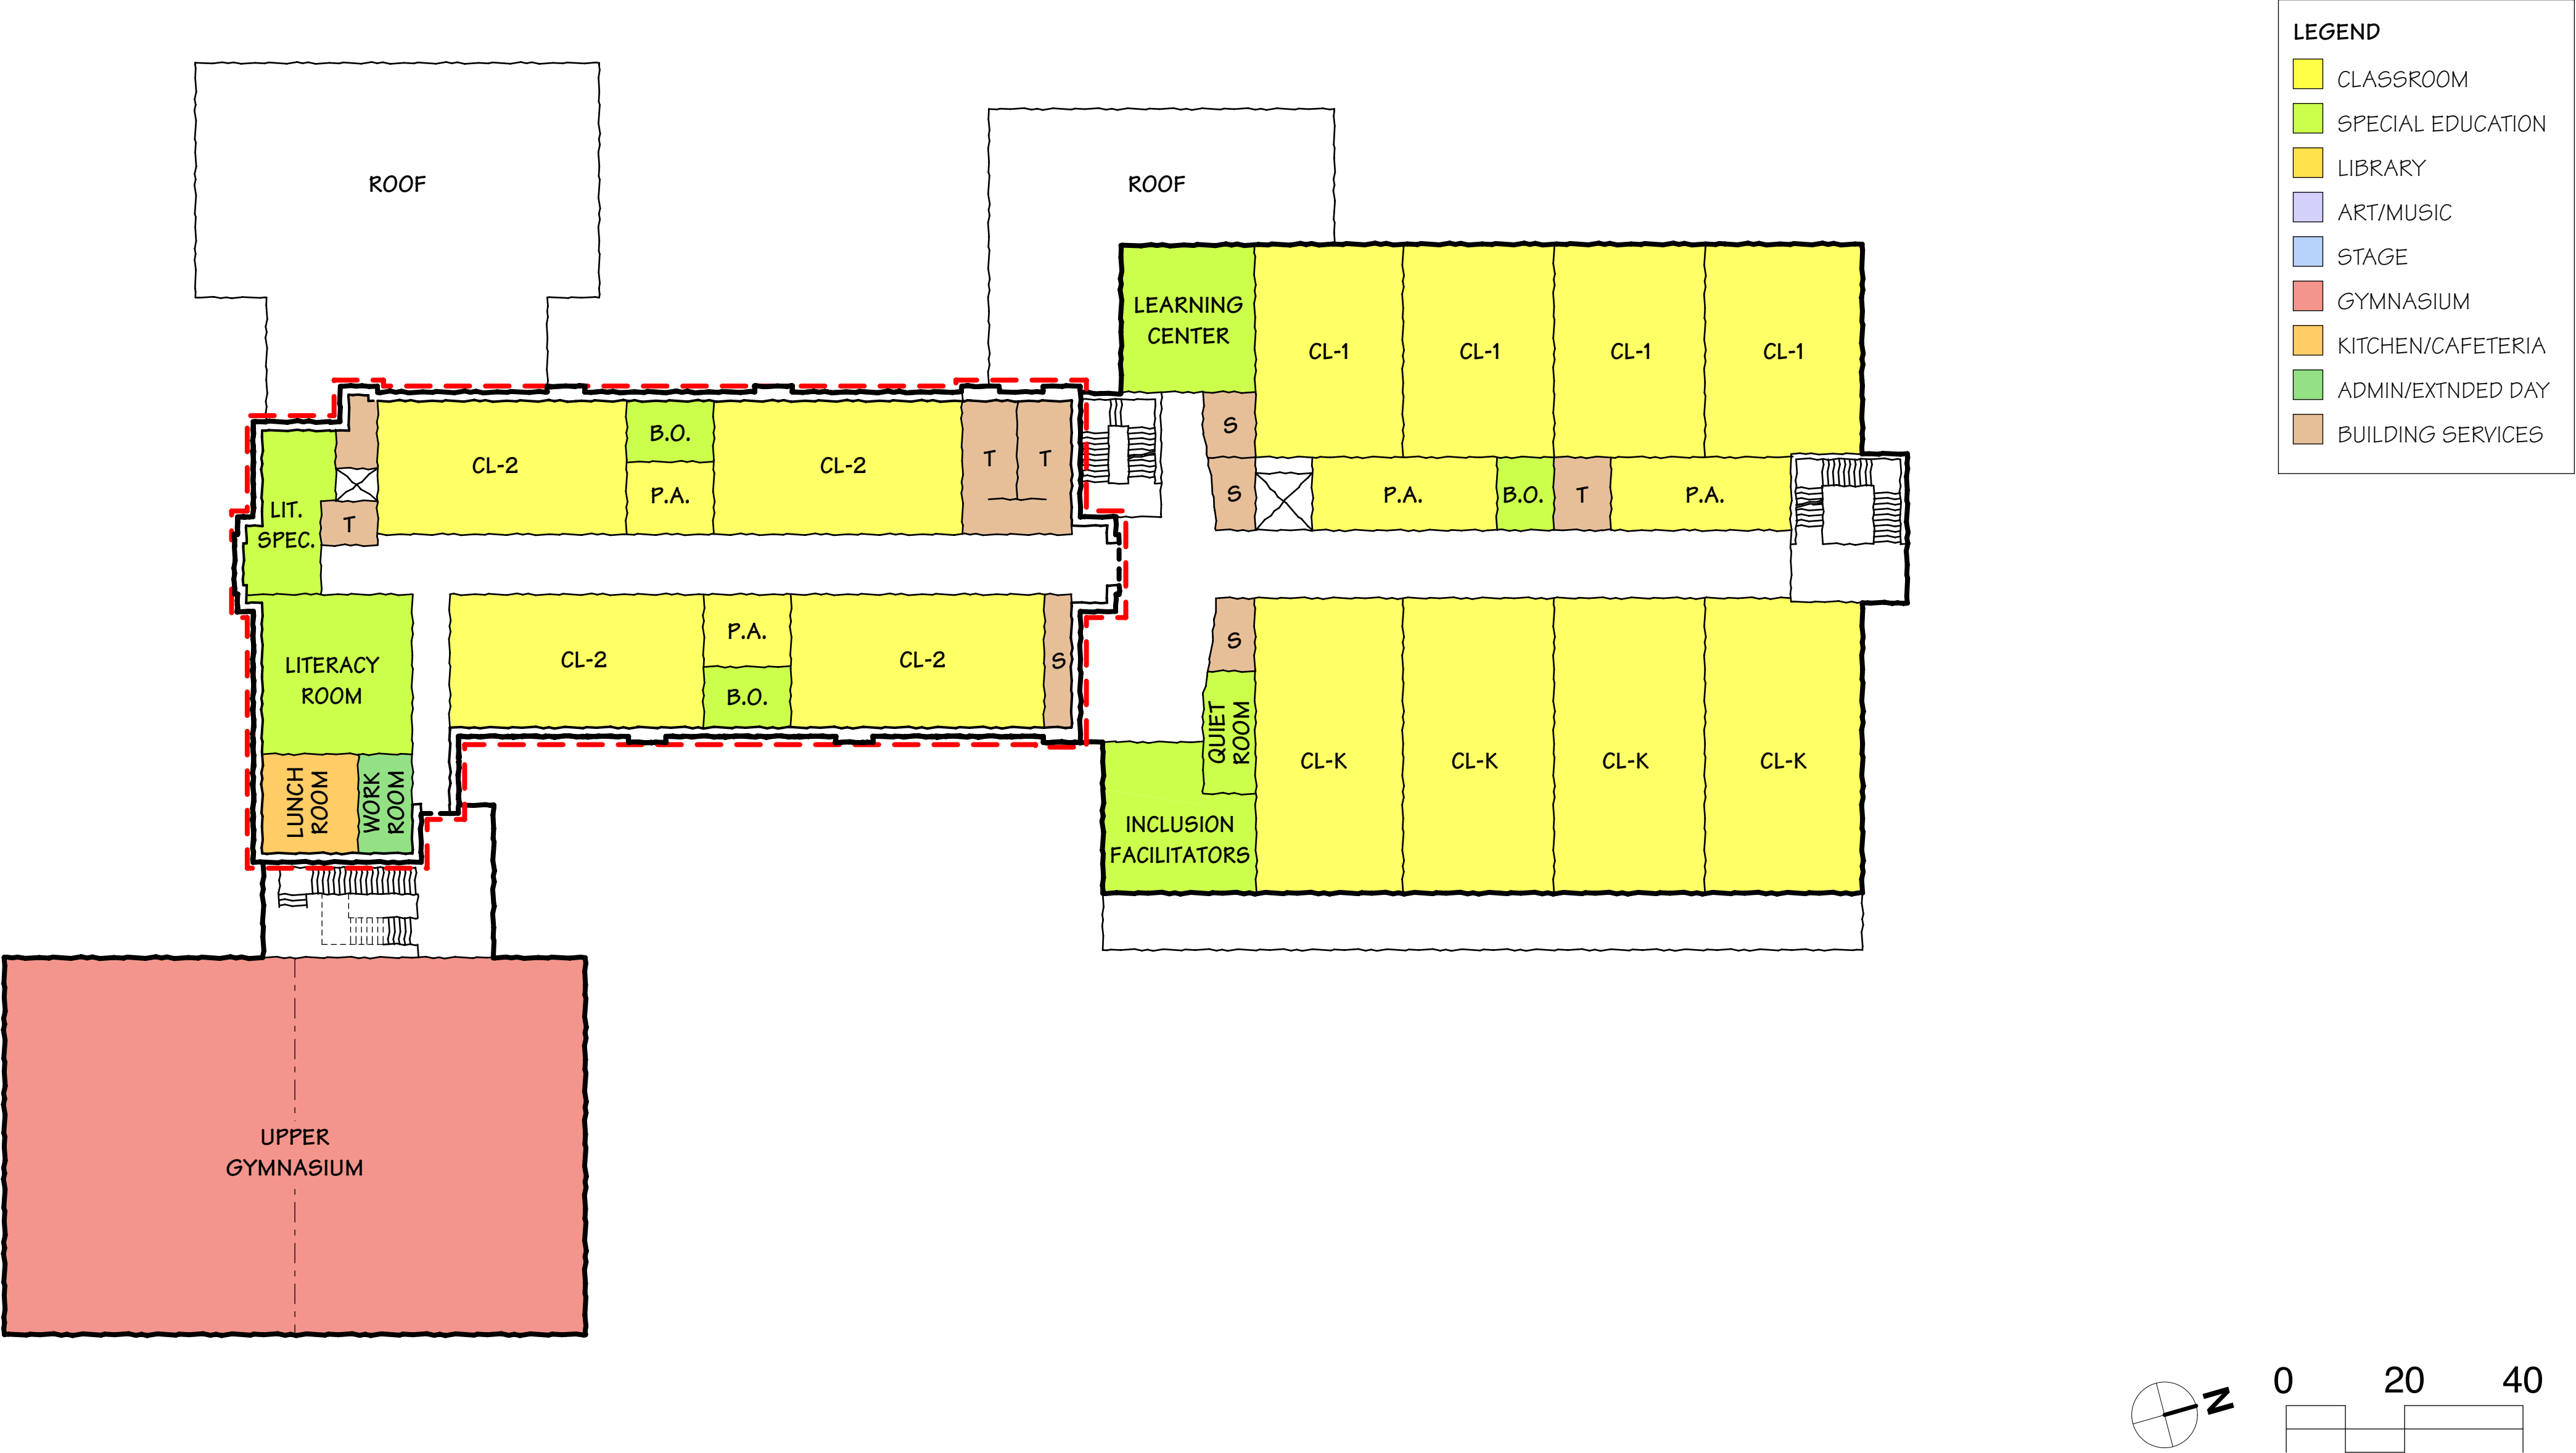 LEGEND
CLASSROOM
SPECIAL EDUCATION
LIBRARY
ART/MUSIC
STAGE
GYMNASIUM
KITCHEN/CAFETERIA
ADMIN/EXTNDED DAY
BUILDING SERVICES
ROOF
ROOF
LEARNING
CENTER
CL-1
CL-1
CL-1
CL-1
S
S
P.A.
B.O.
T
P.A.
CL-2
B.O.
P.A.
CL-2
T
T
LIT.
SPEC.
T
LITERACY
ROOM
CL-2
P.A.
B.O.
CL-2
S
S
QUIET
ROOM
CL-K
CL-K
CL-K
CL-K
INCLUSION
FACILITATORS
LUNCH
ROOM
WORK
ROOM
UPPER
GYMNASIUM
N
0 20 40